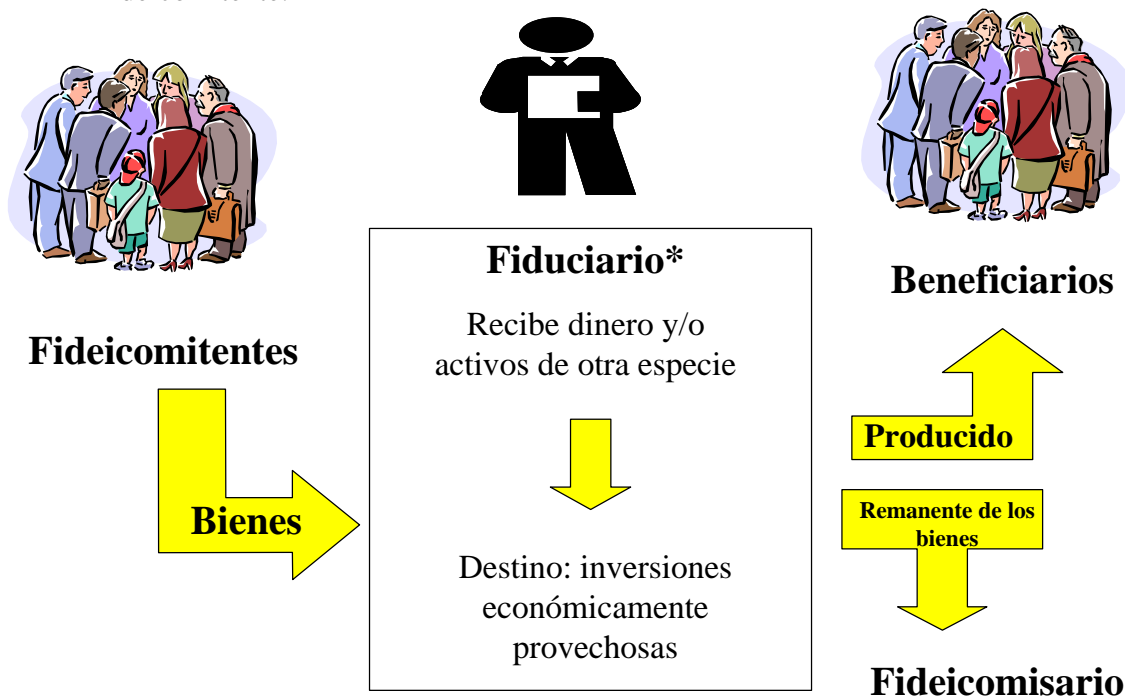 Fideicomitentes
Bienes
Fiduciario*
Recibe dinero y/o
activos de otra especie
Destino: inversiones
económicamente
provechosas
Beneficiarios
Producido
Remanente de los
bienes
Fideicomisario